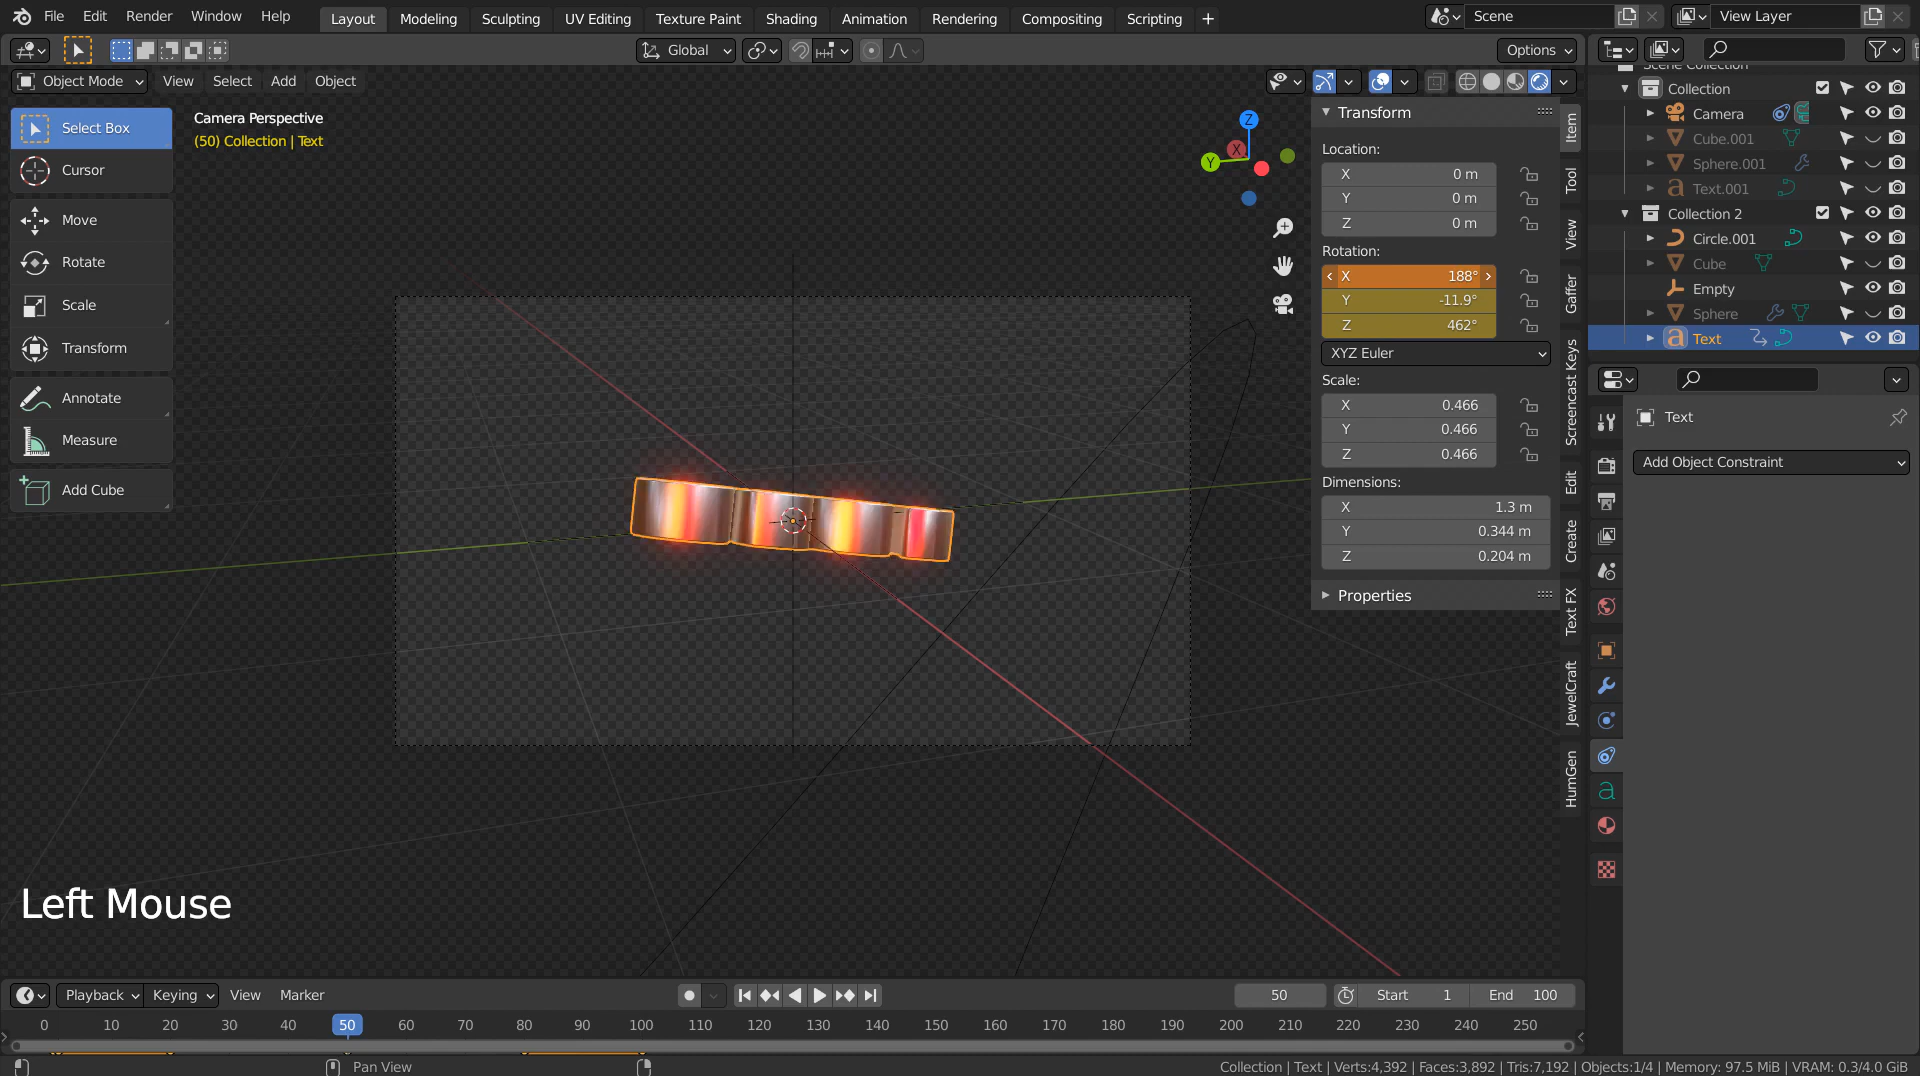 File Edit Render Window Help Layout Modeling Sculpting UV Editing Texture Paint Shading Animation Rendering Compositing Scripting + Scene View Layer
Global Options
Object Mode View Select Add Object
Scene Collection
Collection
Camera
Cube.001
Sphere.001
Text.001
Collection 2
Circle.001
Cube
Empty
Sphere
Text
Select Box
Cursor
Move
Rotate
Scale
Transform
Annotate
Measure
Add Cube
Camera Perspective
(50) Collection | Text
Z
X
Y
Transform
Location:
X 0 m
Y 0 m
Z 0 m
Rotation:
X 188°
Y -11.9°
Z 462°
XYZ Euler
Scale:
X 0.466
Y 0.466
Z 0.466
Dimensions:
X 1.3 m
Y 0.344 m
Z 0.204 m
Properties
Item
Tool
View
Gaffer
Screencast Keys
Edit
Create
Text FX
JewelCraft
HumGen
Text
Add Object Constraint
Left Mouse
Playback Keying View Marker 50 Start 1 End 100
0 10 20 30 40 50 60 70 80 90 100 110 120 130 140 150 160 170 180 190 200 210 220 230 240 250
Pan View
Collection | Text | Verts:4,392 | Faces:3,892 | Tris:7,192 | Objects:1/4 | Memory: 97.5 MiB | VRAM: 0.3/4.0 GiB